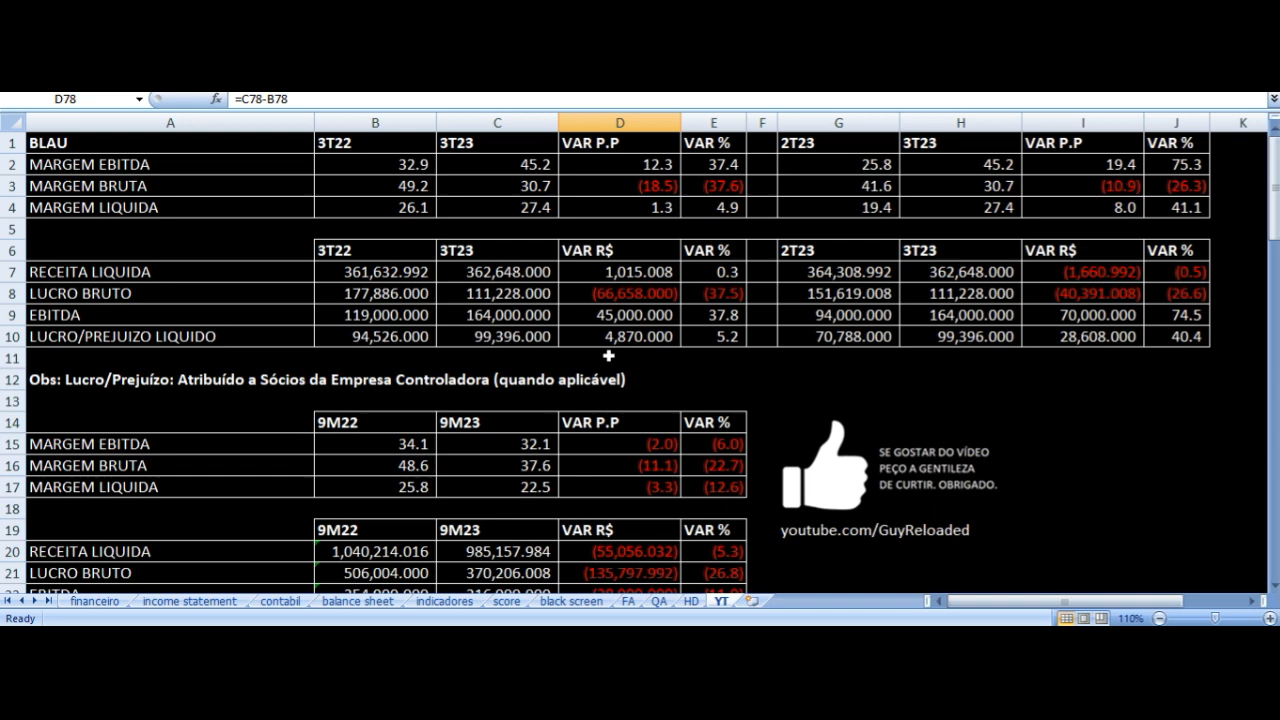 D78 fx =C78-B78
A B C D E F G H I J K
1 BLAU 3T22 3T23 VAR P.P VAR % 2T23 3T23 VAR P.P VAR %
2 MARGEM EBITDA 32.9 45.2 12.3 37.4 25.8 45.2 19.4 75.3
3 MARGEM BRUTA 49.2 30.7 (18.5) (37.6) 41.6 30.7 (10.9) (26.3)
4 MARGEM LIQUIDA 26.1 27.4 1.3 4.9 19.4 27.4 8.0 41.1
5
6 3T22 3T23 VAR R$ VAR % 2T23 3T23 VAR R$ VAR %
7 RECEITA LIQUIDA 361,632.992 362,648.000 1,015.008 0.3 364,308.992 362,648.000 (1,660.992) (0.5)
8 LUCRO BRUTO 177,886.000 111,228.000 (66,658.000) (37.5) 151,619.008 111,228.000 (40,391.008) (26.6)
9 EBITDA 119,000.000 164,000.000 45,000.000 37.8 94,000.000 164,000.000 70,000.000 74.5
10 LUCRO/PREJUIZO LIQUIDO 94,526.000 99,396.000 4,870.000 5.2 70,788.000 99,396.000 28,608.000 40.4
11
12 Obs: Lucro/Prejuízo: Atribuído a Sócios da Empresa Controladora (quando aplicável)
13
14 9M22 9M23 VAR P.P VAR %
15 MARGEM EBITDA 34.1 32.1 (2.0) (6.0)
16 MARGEM BRUTA 48.6 37.6 (11.1) (22.7)
17 MARGEM LIQUIDA 25.8 22.5 (3.3) (12.6)
SE GOSTAR DO VÍDEO
PEÇO A GENTILEZA
DE CURTIR. OBRIGADO.
18
19 9M22 9M23 VAR R$ VAR %
youtube.com/GuyReloaded
20 RECEITA LIQUIDA 1,040,214.016 985,157.984 (55,056.032) (5.3)
21 LUCRO BRUTO 506,004.000 370,206.008 (135,797.992) (26.8)
financeiro income statement contabil balance sheet indicadores score black screen FA QA HD YT
Ready 110%